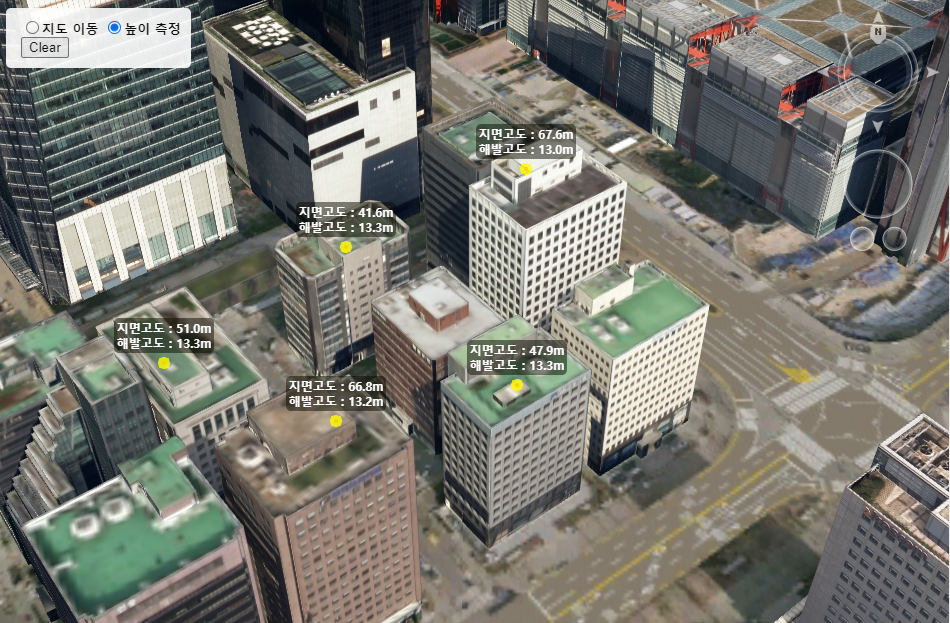 지도 이동 높이 측정
Clear
N
지면고도 : 67.6m
해발고도 : 13.0m
지면고도 : 41.6m
해발고도 : 13.3m
지면고도 : 51.0m
해발고도 : 13.3m
지면고도 : 47.9m
해발고도 : 13.3m
지면고도 : 66.8m
해발고도 : 13.2m